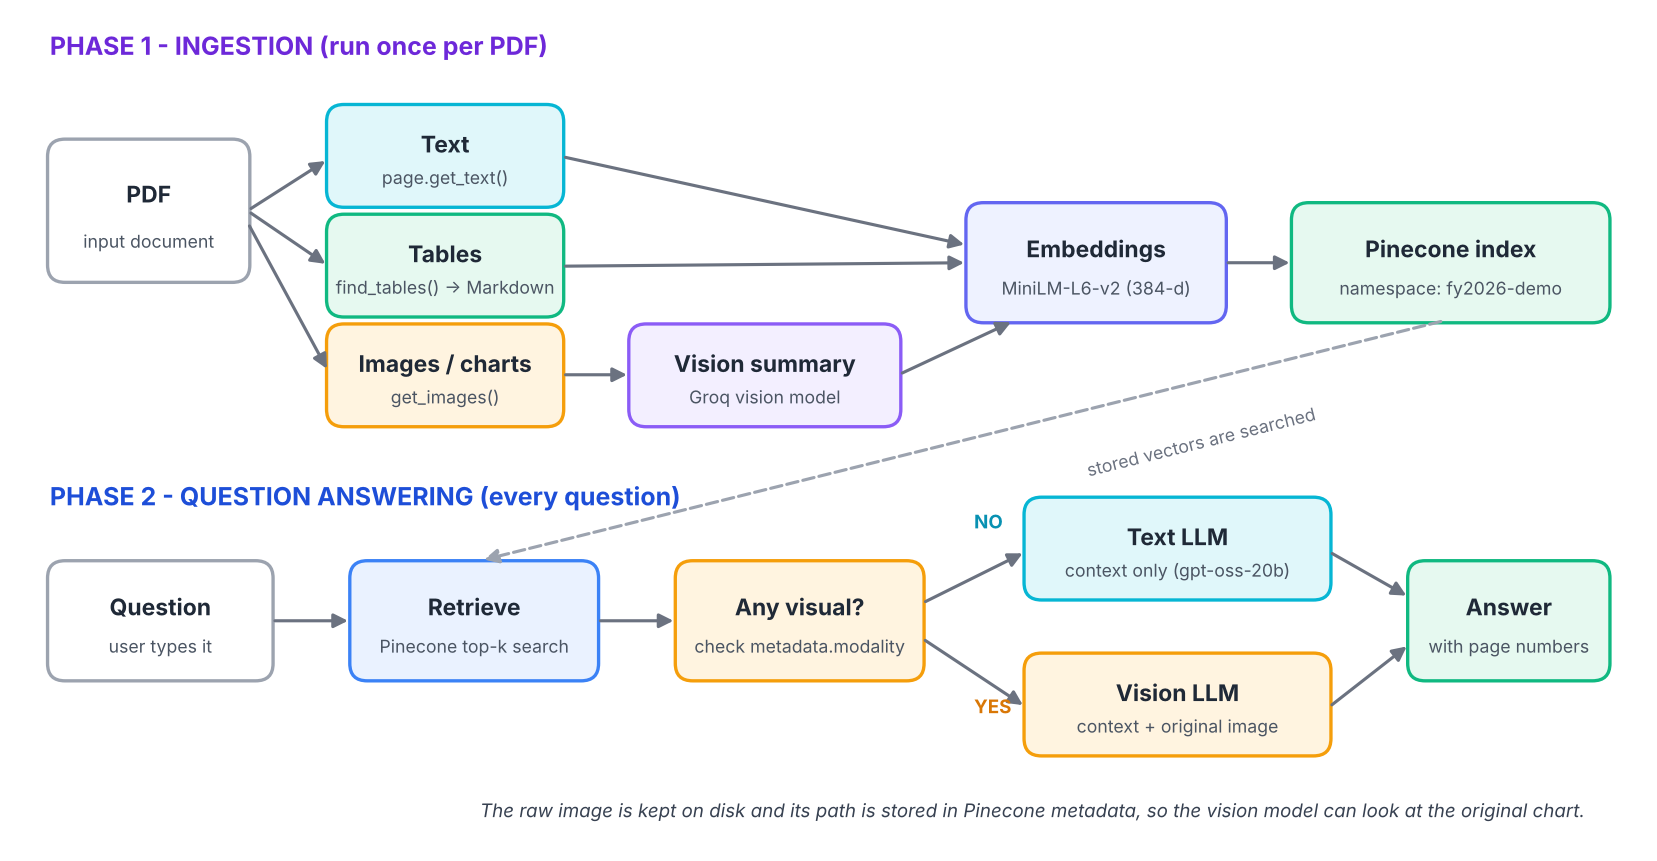 PHASE 1 - INGESTION (run once per PDF)
PDF
input document
Text
page.get_text()
Tables
find_tables() → Markdown
Images / charts
get_images()
Vision summary
Groq vision model
Embeddings
MiniLM-L6-v2 (384-d)
Pinecone index
namespace: fy2026-demo
stored vectors are searched
PHASE 2 - QUESTION ANSWERING (every question)
Question
user types it
Retrieve
Pinecone top-k search
Any visual?
check metadata.modality
NO
Text LLM
context only (gpt-oss-20b)
YES
Vision LLM
context + original image
Answer
with page numbers
The raw image is kept on disk and its path is stored in Pinecone metadata, so the vision model can look at the original chart.